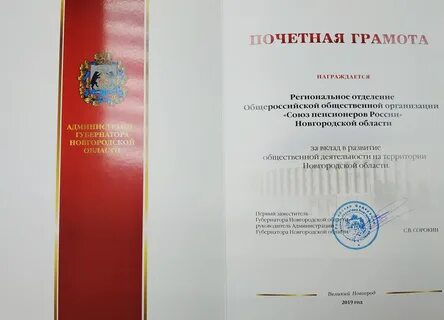 АДМИНИСТРАЦИЯ
ГУБЕРНАТОРА
НОВГОРОДСКОЙ
ОБЛАСТИ
ПОЧЕТНАЯ ГРАМОТА
НАГРАЖДАЕТСЯ
Региональное отделение
Общероссийской общественной организации
«Союз пенсионеров России»
Новгородской области
за вклад в развитие
общественной деятельности на территории
Новгородской области.
Первый заместитель
Губернатора Новгородской области
руководитель Администрации
Губернатора Новгородской области
С.В. СОРОКИН
Великий Новгород
2019 год